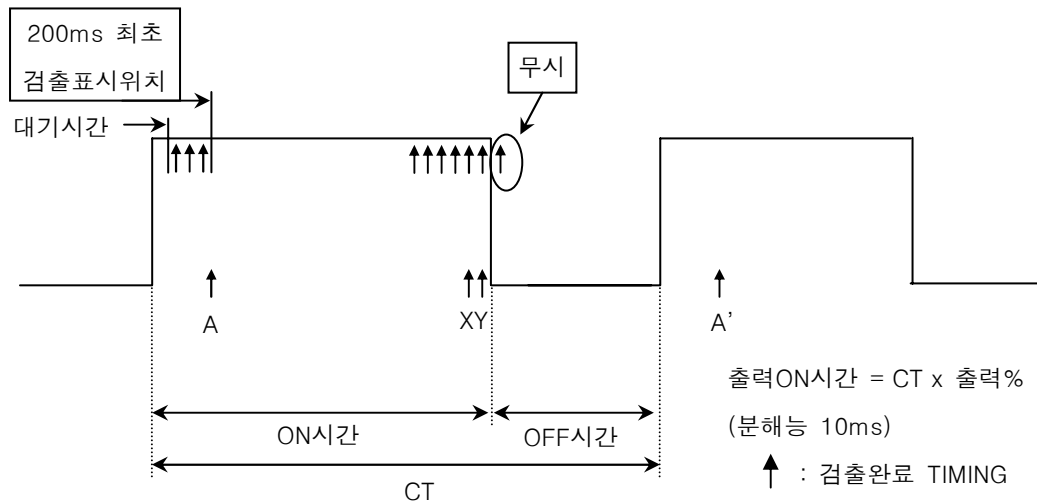 200ms 최초
검출표시위치
무시
대기시간
A
XY
A’
출력ON시간 = CT x 출력%
(분해능 10ms)
ON시간
OFF시간
: 검출완료 TIMING
CT